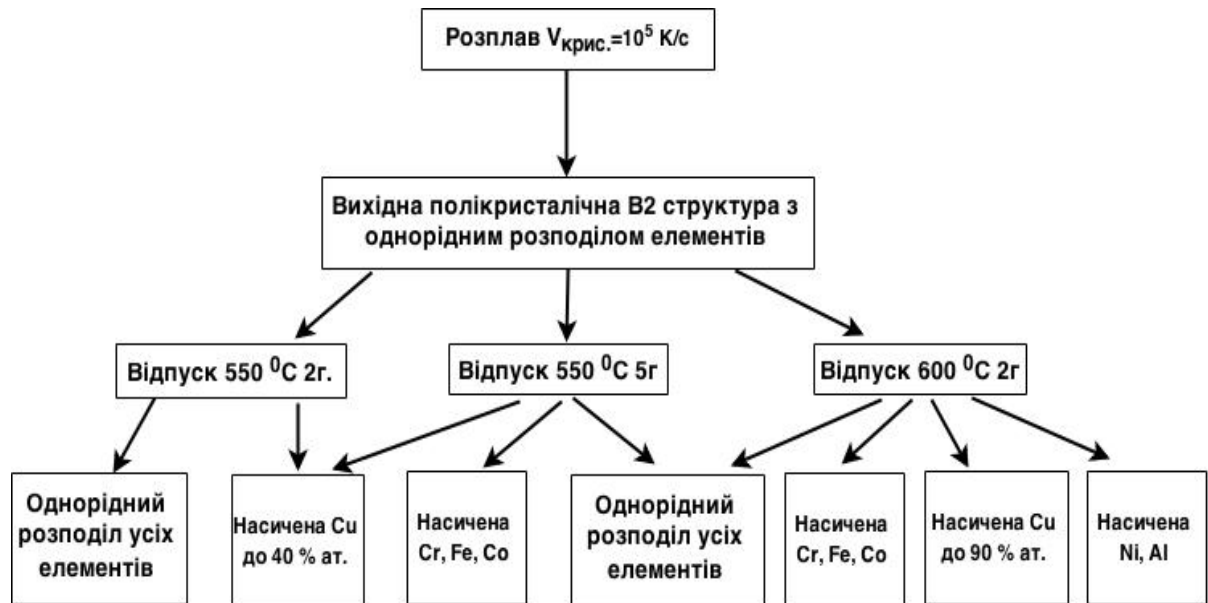 Розплав Vкрис.=10⁵ К/с
Вихідна полікристалічна В2 структура з
однорідним розподілом елементів
Відпуск 550 ⁰С 2г.
Відпуск 550 ⁰С 5г
Відпуск 600 ⁰С 2г
Однорідний
розподіл усіх
елементів
Насичена Cu
до 40 % ат.
Насичена
Cr, Fe, Co
Однорідний
розподіл усіх
елементів
Насичена
Cr, Fe, Co
Насичена Cu
до 90 % ат.
Насичена
Ni, Al